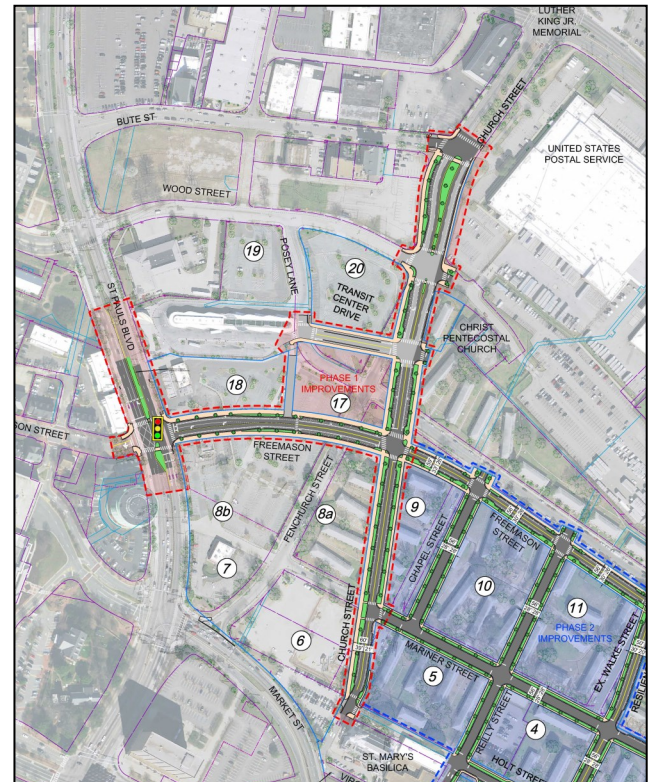 LUTHER
KING JR.
MEMORIAL
CHURCH STREET
BUTE ST
UNITED STATES
POSTAL SERVICE
WOOD STREET
19
POSEY LANE
20
TRANSIT
CENTER
DRIVE
ST PAULS BLVD
CHRIST
PENTECOSTAL
CHURCH
18
PHASE 1
IMPROVEMENTS
17
SON STREET
FREEMASON
STREET
FENCHURCH STREET
8b
8a
9
CHAPEL STREET
FREEMASON
STREET
7
10
11
PHASE 2
IMPROVEMENTS
EX. WALKE STREET
6
CHURCH STREET
MARINER STREET
5
REILLY STREET
4
MARKET ST
ST. MARY'S
BASILICA
HOLT STREET